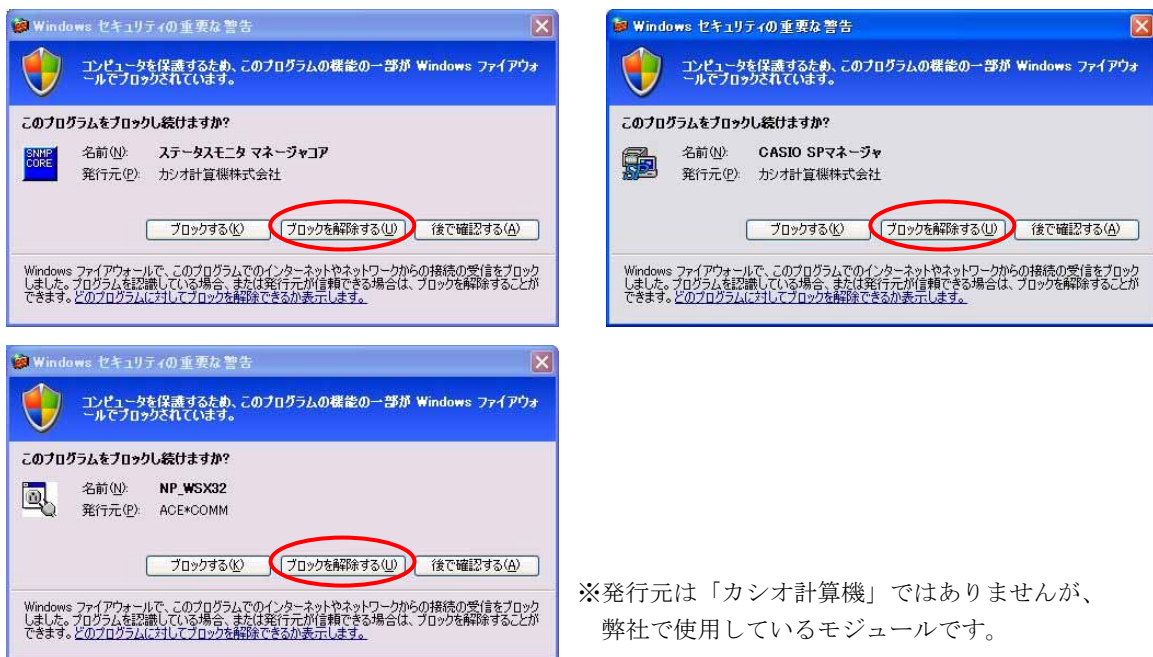 Windows セキュリティの重要な警告
コンピュータを保護するため、このプログラムの機能の一部が Windows ファイアウォ
ールでブロックされています。
このプログラムをブロックし続けますか?
SNMP
CORE
名前(N): ステータスモニタ マネージャコア
発行元(P): カシオ計算機株式会社
ブロックする(K) ブロックを解除する(U) 後で確認する(A)
Windows ファイアウォールで、このプログラムでのインターネットやネットワークからの接続の受信をブロック
しました。プログラムを認識している場合、または発行元が信頼できる場合は、ブロックを解除することが
できます。どのプログラムに対してブロックを解除できるか表示します。
Windows セキュリティの重要な警告
コンピュータを保護するため、このプログラムの機能の一部が Windows ファイアウォ
ールでブロックされています。
このプログラムをブロックし続けますか?
名前(N): CASIO SPマネージャ
発行元(P): カシオ計算機株式会社
ブロックする(K) ブロックを解除する(U) 後で確認する(A)
Windows ファイアウォールで、このプログラムでのインターネットやネットワークからの接続の受信をブロック
しました。プログラムを認識している場合、または発行元が信頼できる場合は、ブロックを解除することが
できます。どのプログラムに対してブロックを解除できるか表示します。
Windows セキュリティの重要な警告
コンピュータを保護するため、このプログラムの機能の一部が Windows ファイアウォ
ールでブロックされています。
このプログラムをブロックし続けますか?
名前(N): NP_WSX32
発行元(P): ACE*COMM
ブロックする(K) ブロックを解除する(U) 後で確認する(A)
Windows ファイアウォールで、このプログラムでのインターネットやネットワークからの接続の受信をブロック
しました。プログラムを認識している場合、または発行元が信頼できる場合は、ブロックを解除することが
できます。どのプログラムに対してブロックを解除できるか表示します。
※発行元は「カシオ計算機」ではありませんが、
弊社で使用しているモジュールです。